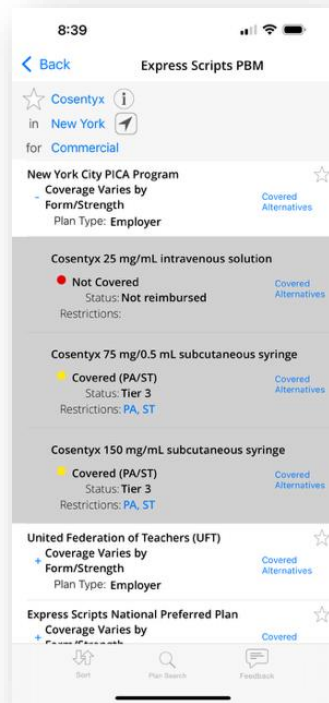 8:39
Back
Express Scripts PBM
Cosentyx
in New York
for Commercial
New York City PICA Program
- Coverage Varies by
Form/Strength
Covered
Alternatives
Plan Type: Employer
Cosentyx 25 mg/mL intravenous solution
Not Covered
Covered
Alternatives
Status: Not reimbursed
Restrictions:
Cosentyx 75 mg/0.5 mL subcutaneous syringe
Covered (PA/ST)
Covered
Alternatives
Status: Tier 3
Restrictions: PA, ST
Cosentyx 150 mg/mL subcutaneous syringe
Covered (PA/ST)
Covered
Alternatives
Status: Tier 3
Restrictions: PA, ST
United Federation of Teachers (UFT)
+ Coverage Varies by
Form/Strength
Covered
Alternatives
Plan Type: Employer
Express Scripts National Preferred Plan
+ Coverage Varies by
Covered
Sort
Plan Search
Feedback